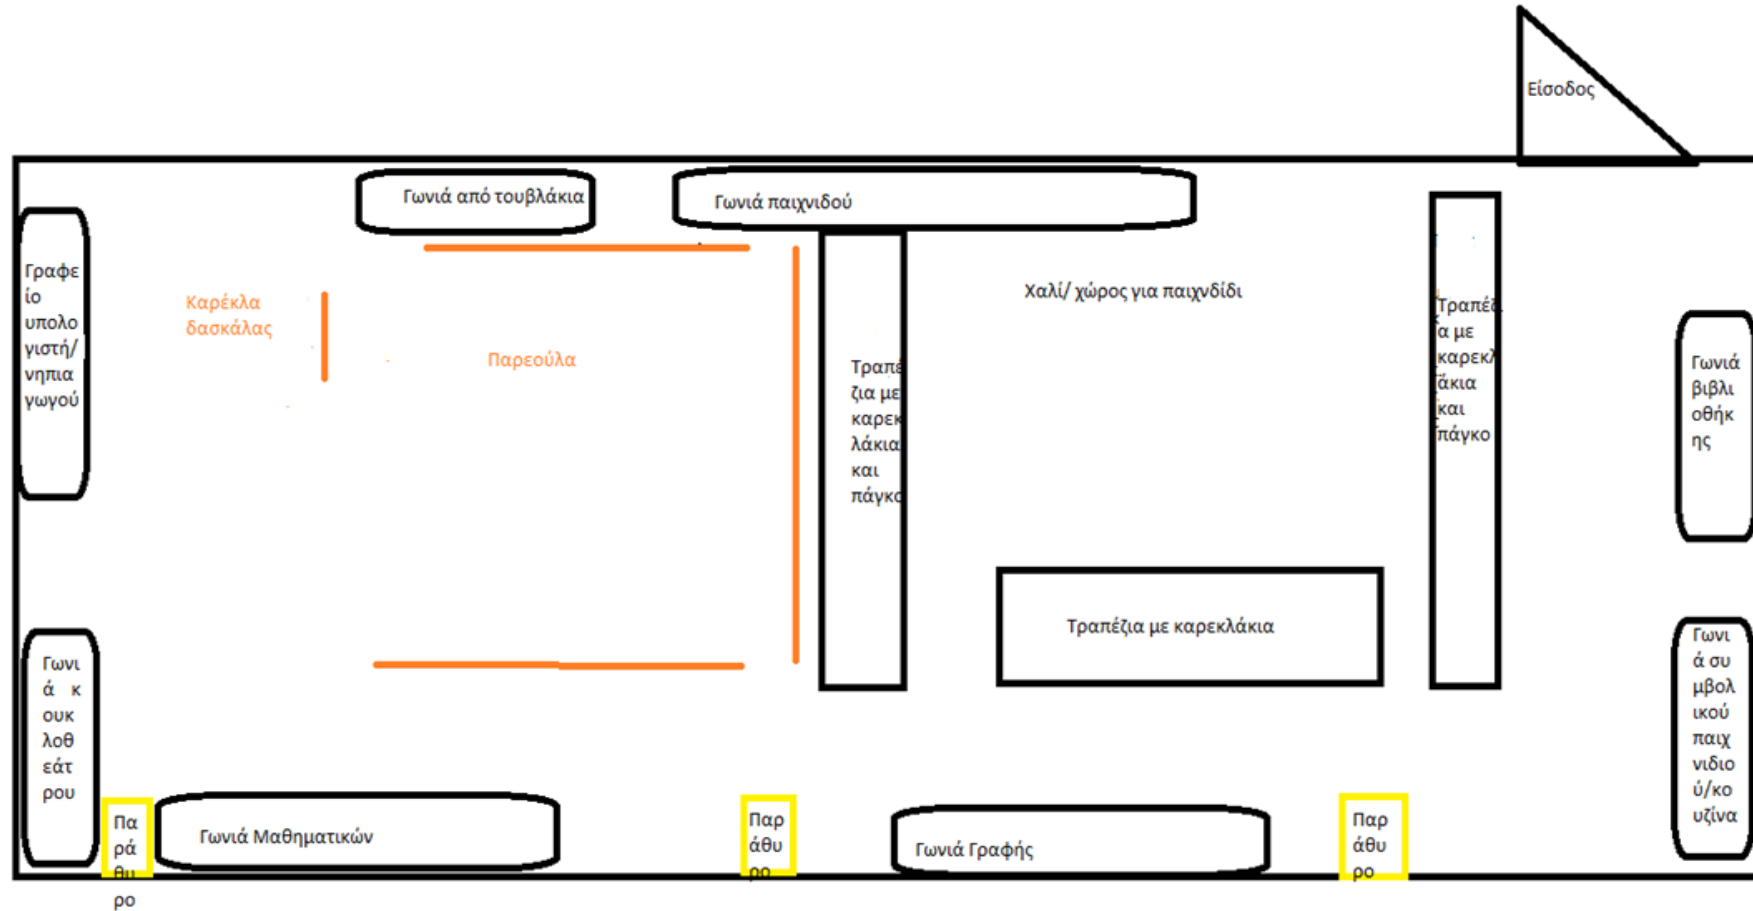 Είσοδος
Γωνιά από τουβλάκια
Γωνιά παιχνιδού
Γραφε
ίο
υπολο
γιστή/
νηπια
γωγού
Καρέκλα
δασκάλας
Παρεούλα
Χαλί/ χώρος για παιχνδίδι
Τραπέ
ζια με
καρεκ
λάκια
και
πάγκο
Τραπέζι
α με
καρεκλ
άκια
και
πάγκο
Γωνιά
βιβλι
οθήκ
ης
Τραπέζια με καρεκλάκια
Γωνι
ά κ
ουκ
λοθ
εάτ
ρου
Γωνι
ά συ
μβολ
ικού
παιχ
νιδιο
ύ/κο
υζίνα
Πα
ρά
θυ
ρο
Γωνιά Μαθηματικών
Παρ
άθυ
ρο
Γωνιά Γραφής
Παρ
άθυ
ρο